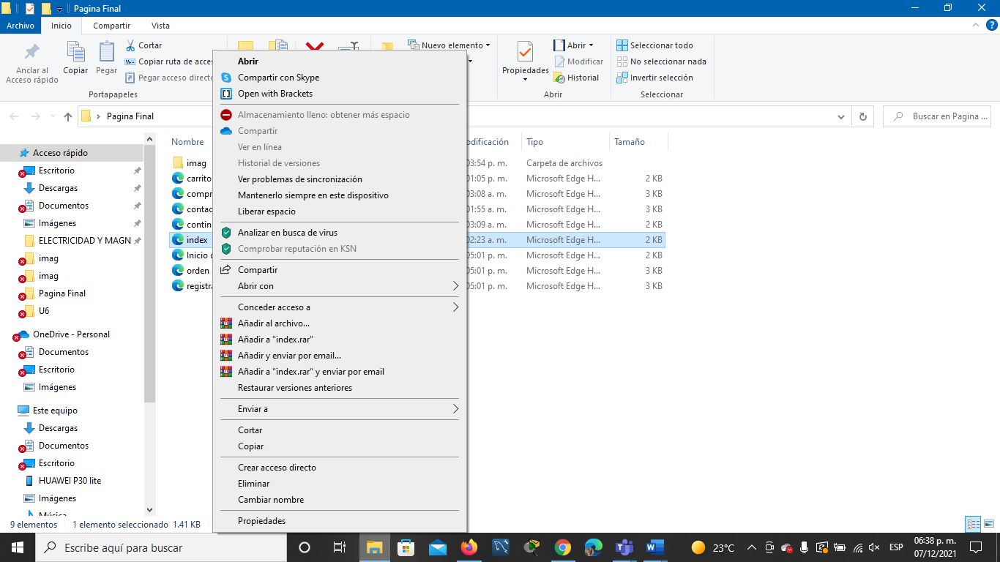 Pagina Final
Archivo Inicio Compartir Vista
Anclar al Acceso rápido
Copiar
Pegar
Cortar
Copiar ruta de acce
Pegar acceso directo
Portapapeles
Nuevo elemento
Propiedades
Abrir
Modificar
Historial
Abrir
Seleccionar todo
No seleccionar nada
Invertir selección
Seleccionar
Pagina Final
Buscar en Pagina ...
Acceso rápido
Escritorio
Descargas
Documentos
Imágenes
ELECTRICIDAD Y MAGN
imag
imag
Pagina Final
U6
OneDrive - Personal
Documentos
Escritorio
Imágenes
Este equipo
Descargas
Documentos
Escritorio
HUAWEI P30 lite
Imágenes
Música
Nombre odificación Tipo Tamaño
imag 03:54 p. m. Carpeta de archivos
carrito 01:05 p. m. Microsoft Edge H... 2 KB
compr 03:08 a. m. Microsoft Edge H... 3 KB
contac 01:55 a. m. Microsoft Edge H... 3 KB
contin 03:09 a. m. Microsoft Edge H... 2 KB
index 02:23 a. m. Microsoft Edge H... 2 KB
Inicio 05:01 p. m. Microsoft Edge H... 2 KB
orden 05:01 p. m. Microsoft Edge H... 3 KB
registra 05:01 p. m. Microsoft Edge H... 3 KB
Abrir
Compartir con Skype
Open with Brackets
Almacenamiento lleno: obtener más espacio
Compartir
Ver en línea
Historial de versiones
Ver problemas de sincronización
Mantenerlo siempre en este dispositivo
Liberar espacio
Analizar en busca de virus
Comprobar reputación en KSN
Compartir
Abrir con
Conceder acceso a
Añadir al archivo...
Añadir a "index.rar"
Añadir y enviar por email...
Añadir a "index.rar" y enviar por email
Restaurar versiones anteriores
Enviar a
Cortar
Copiar
Crear acceso directo
Eliminar
Cambiar nombre
Propiedades
9 elementos 1 elemento seleccionado 1.41 KB
Escribe aquí para buscar
23°C
ESP
06:38 p. m.
07/12/2021